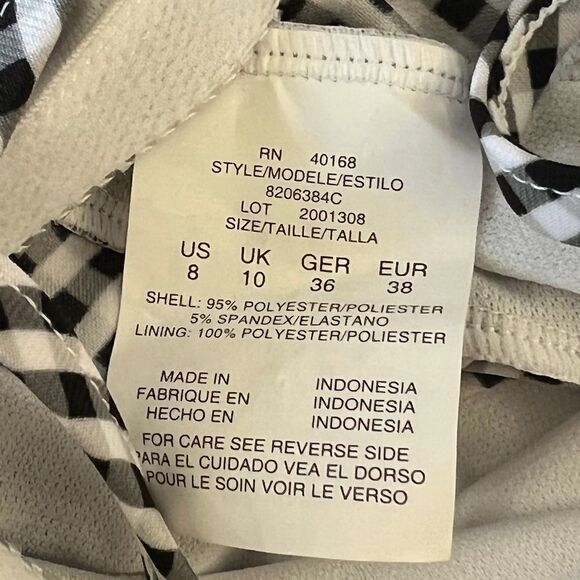 RN 40168
STYLE/MODELE/ESTILO
8206384C
LOT 2001308
SIZE/TAILLE/TALLA
US UK GER EUR
8 10 36 38
SHELL: 95% POLYESTER/POLIESTER
5% SPANDEX/ELASTANO
LINING: 100% POLYESTER/POLIESTER
MADE IN INDONESIA
FABRIQUE EN INDONESIA
HECHO EN INDONESIA
FOR CARE SEE REVERSE SIDE
PARA EL CUIDADO VEA EL DORSO
POUR LE SOIN VOIR LE VERSO